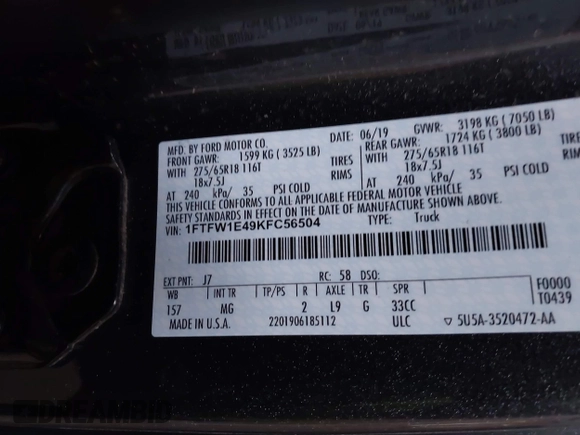 MFD. BY FORD MOTOR CO.
DATE: 06/19 GVWR: 3198 KG ( 7050 LB)
FRONT GAWR: 1599 KG (3525 LB)
REAR GAWR: 1724 KG ( 3800 LB)
WITH 275/65R18 116T TIRES
WITH 275/65R18 116T TIRES
18x7.5J RIMS
18x7.5J RIMS
AT 240 kPa/ 35 PSI COLD
AT 240 kPa/ 35 PSI COLD
THIS VEHICLE CONFORMS TO ALL APPLICABLE FEDERAL MOTOR VEHICLE
SAFETY STANDARDS IN EFFECT ON THE DATE OF MANUFACTURE SHOWN ABOVE
VIN: 1FTFW1E49KFC56504 TYPE: Truck
EXT PNT: J7 RC: 58 DSO: F0000
WB INT TR TP/PS R AXLE TR SPR T0439
157 MG 2 L9 G 33CC
MADE IN U.S.A. 2201906185112 ULC ▽ 5U5A-3520472-AA
DREAMBID